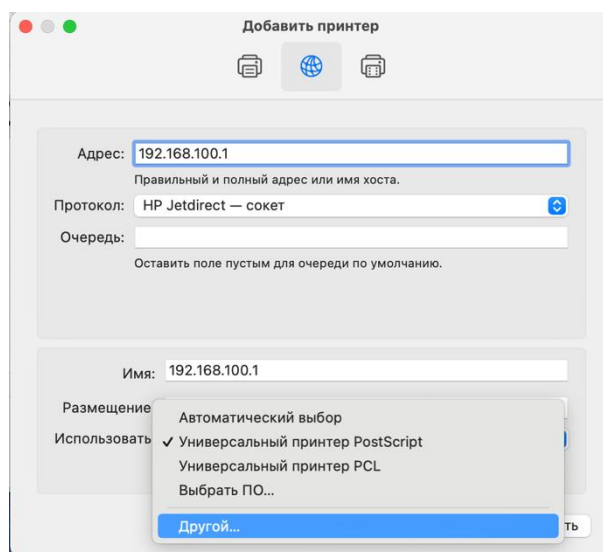 Добавить принтер
Адрес: 192.168.100.1
Правильный и полный адрес или имя хоста.
Протокол: HP Jetdirect — сокет
Очередь:
Оставить поле пустым для очереди по умолчанию.
Имя: 192.168.100.1
Размещение
Автоматический выбор
Использовать ✓ Универсальный принтер PostScript
Универсальный принтер PCL
Выбрать ПО...
Другой...